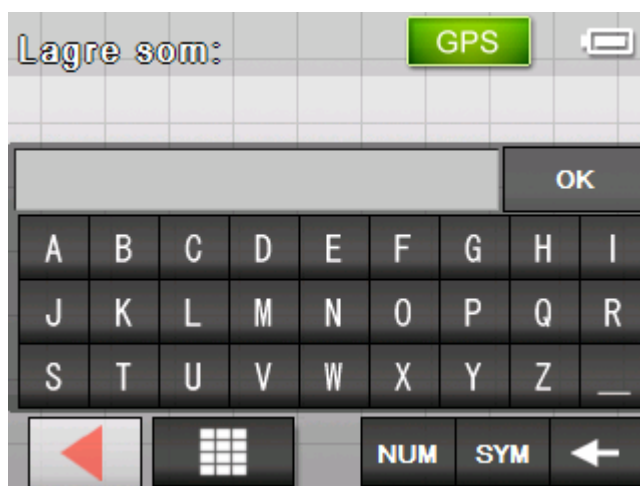 Lagre som: GPS
OK
A B C D E F G H I
J K L M N O P Q R
S T U V W X Y Z _
NUM SYM